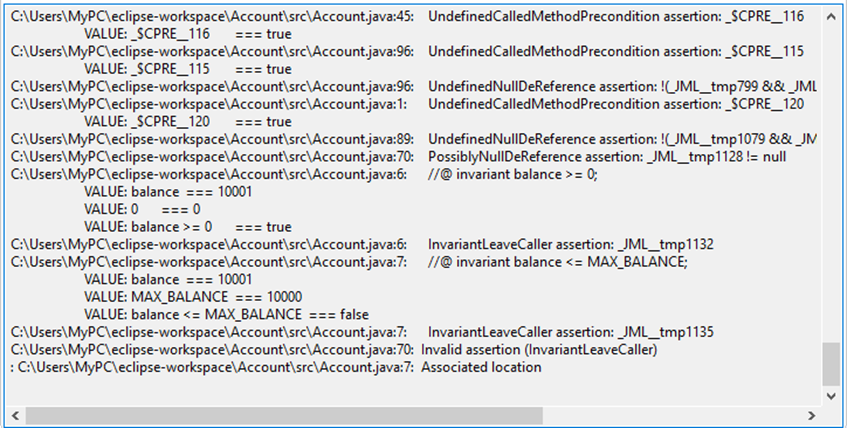 C:\Users\MyPC\eclipse-workspace\Account\src\Account.java:45: UndefinedCalledMethodPrecondition assertion: _$CPRE__116
VALUE: _$CPRE__116 === true
C:\Users\MyPC\eclipse-workspace\Account\src\Account.java:96: UndefinedCalledMethodPrecondition assertion: _$CPRE__115
VALUE: _$CPRE__115 === true
C:\Users\MyPC\eclipse-workspace\Account\src\Account.java:96: UndefinedNullDeReference assertion: !(_JML__tmp799 && _JML
C:\Users\MyPC\eclipse-workspace\Account\src\Account.java:1: UndefinedCalledMethodPrecondition assertion: _$CPRE__120
VALUE: _$CPRE__120 === true
C:\Users\MyPC\eclipse-workspace\Account\src\Account.java:89: UndefinedNullDeReference assertion: !(_JML__tmp1079 && _JM
C:\Users\MyPC\eclipse-workspace\Account\src\Account.java:70: PossiblyNullDeReference assertion: _JML__tmp1128 != null
C:\Users\MyPC\eclipse-workspace\Account\src\Account.java:6: //@ invariant balance >= 0;
VALUE: balance === 10001
VALUE: 0 === 0
VALUE: balance >= 0 === true
C:\Users\MyPC\eclipse-workspace\Account\src\Account.java:6: InvariantLeaveCaller assertion: _JML__tmp1132
C:\Users\MyPC\eclipse-workspace\Account\src\Account.java:7: //@ invariant balance <= MAX_BALANCE;
VALUE: balance === 10001
VALUE: MAX_BALANCE === 10000
VALUE: balance <= MAX_BALANCE === false
C:\Users\MyPC\eclipse-workspace\Account\src\Account.java:7: InvariantLeaveCaller assertion: _JML__tmp1135
C:\Users\MyPC\eclipse-workspace\Account\src\Account.java:70: Invalid assertion (InvariantLeaveCaller)
: C:\Users\MyPC\eclipse-workspace\Account\src\Account.java:7: Associated location